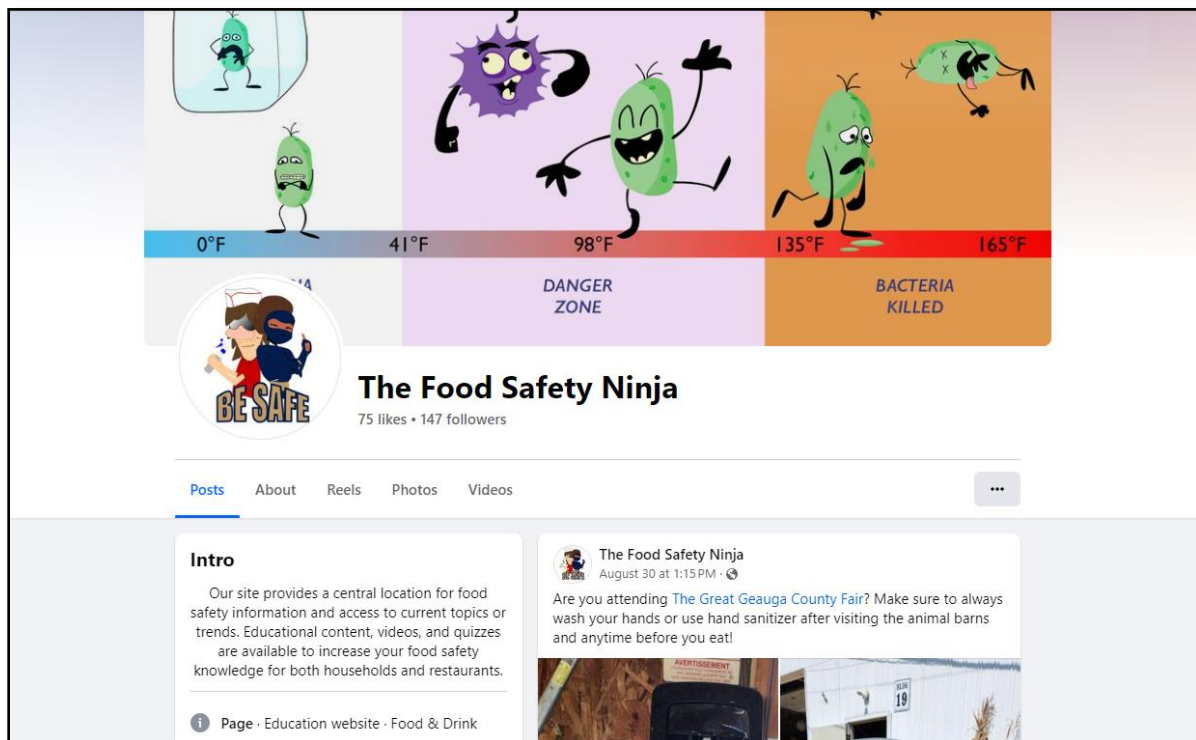 0°F 41°F 98°F 135°F 165°F
DANGER
ZONE
BACTERIA
KILLED
BE SAFE
The Food Safety Ninja
75 likes • 147 followers
Posts About Reels Photos Videos
Intro
Our site provides a central location for food
safety information and access to current topics or
trends. Educational content, videos, and quizzes
are available to increase your food safety
knowledge for both households and restaurants.
Page · Education website · Food & Drink
The Food Safety Ninja
August 30 at 1:15 PM ·
Are you attending The Great Geauga County Fair? Make sure to always
wash your hands or use hand sanitizer after visiting the animal barns
and anytime before you eat!
AVERTISSEMENT
BLDG
19